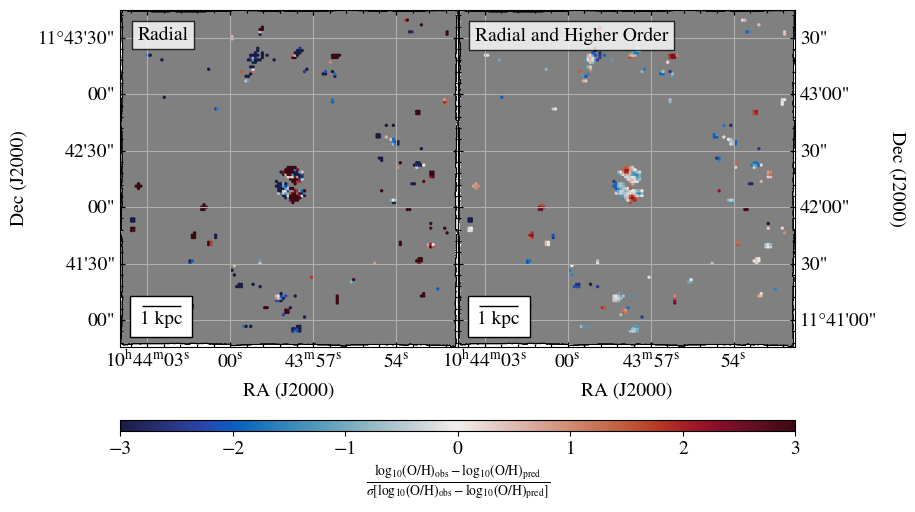 Radial
Radial and Higher Order
11°43'30"
00"
42'30"
00"
41'30"
00"
30"
43'00"
30"
42'00"
30"
11°41'00"
Dec (J2000)
Dec (J2000)
1 kpc
1 kpc
10ʰ44ᵐ03ˢ
00ˢ
43ᵐ57ˢ
54ˢ
10ʰ44ᵐ03ˢ
00ˢ
43ᵐ57ˢ
54ˢ
RA (J2000)
RA (J2000)
−3 −2 −1 0 1 2 3
log₁₀(O/H)obs − log₁₀(O/H)pred
σ[log₁₀(O/H)obs − log₁₀(O/H)pred]